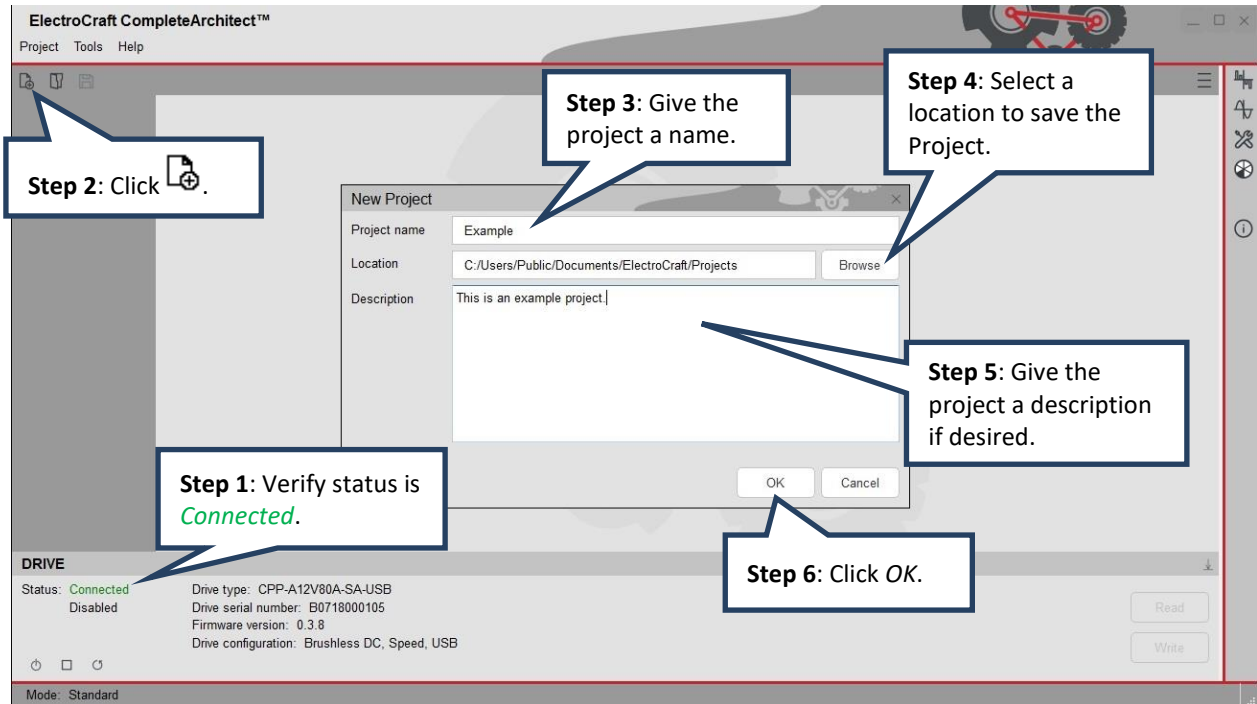 ElectroCraft CompleteArchitect™
Project Tools Help
Step 2: Click .
Step 3: Give the
project a name.
Step 4: Select a
location to save the
Project.
New Project
Project name Example
Location C:/Users/Public/Documents/ElectroCraft/Projects Browse
Description This is an example project.
Step 5: Give the
project a description
if desired.
OK Cancel
Step 1: Verify status is
Connected.
Step 6: Click OK.
DRIVE
Status: Connected
Disabled
Drive type: CPP-A12V80A-SA-USB
Drive serial number: B0718000105
Firmware version: 0.3.8
Drive configuration: Brushless DC, Speed, USB
Read
Write
Mode: Standard